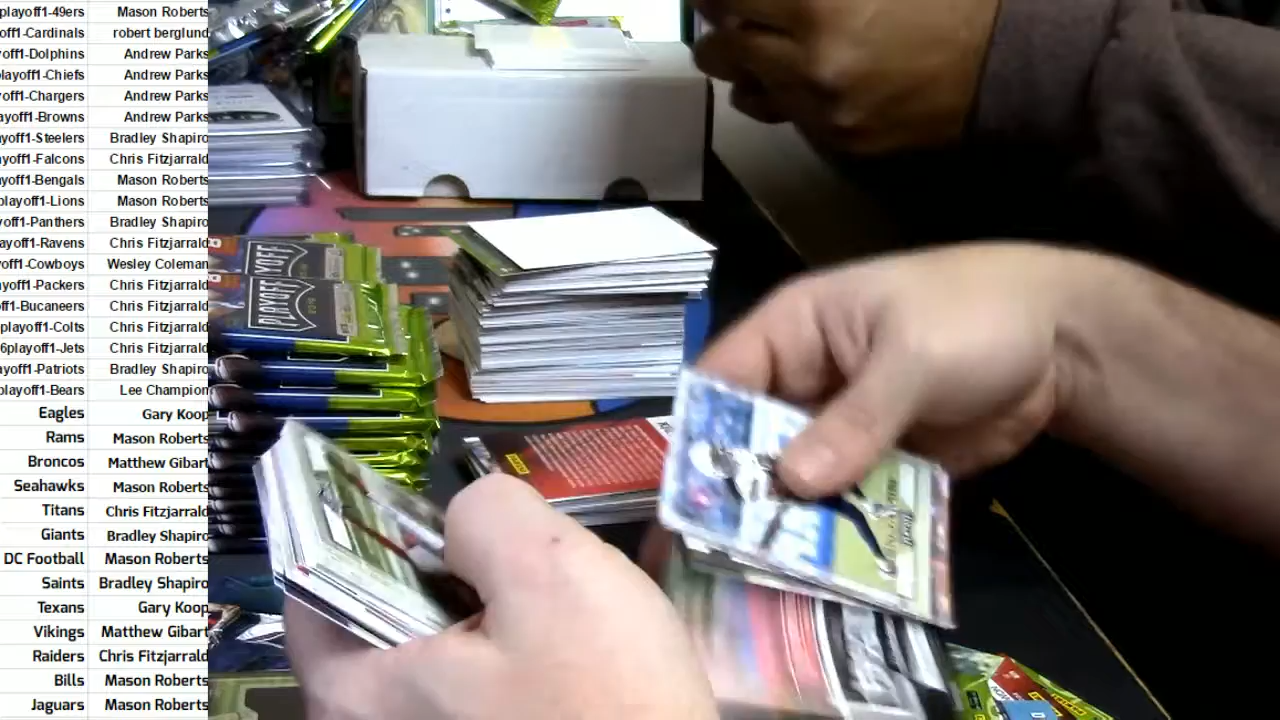 playoff1-49ers Mason Roberts
off1-Cardinals robert berglund
off1-Dolphins Andrew Parks
layoff1-Chiefs Andrew Parks
off1-Chargers Andrew Parks
ayoff1-Browns Andrew Parks
yoff1-Steelers Bradley Shapiro
yoff1-Falcons Chris Fitzjarrald
yoff1-Bengals Mason Roberts
playoff1-Lions Mason Roberts
off1-Panthers Bradley Shapiro
ayoff1-Ravens Chris Fitzjarrald
off1-Cowboys Wesley Coleman
ayoff1-Packers Chris Fitzjarrald
ff1-Bucaneers Chris Fitzjarrald
playoff1-Colts Chris Fitzjarrald
6playoff1-Jets Chris Fitzjarrald
ayoff1-Patriots Bradley Shapiro
playoff1-Bears Lee Champion
Eagles Gary Koop
Rams Mason Roberts
Broncos Matthew Gibart
Seahawks Mason Roberts
Titans Chris Fitzjarrald
Giants Bradley Shapiro
DC Football Mason Roberts
Saints Bradley Shapiro
Texans Gary Koop
Vikings Matthew Gibart
Raiders Chris Fitzjarrald
Bills Mason Roberts
Jaguars Mason Roberts
PLAYOFF
PLAYOFF